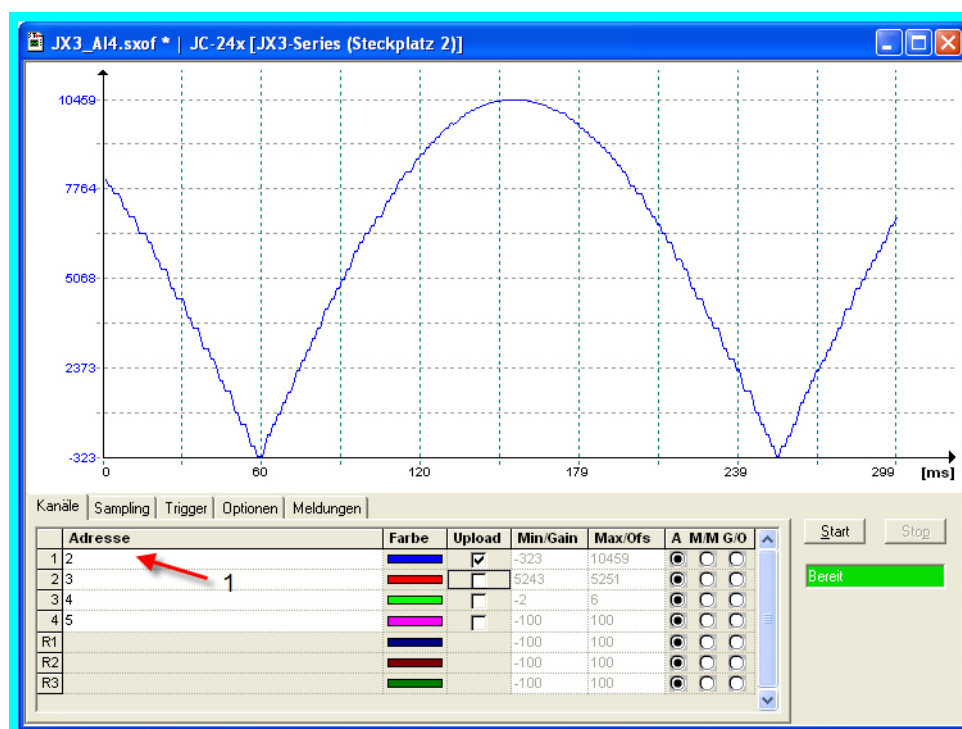 JX3_AI4.sxof * | JC-24x [JX3-Series (Steckplatz 2)]
10459
7764
5068
2373
-323
0 60 120 179 239 299 [ms]
Kanäle Sampling Trigger Optionen Meldungen
Adresse Farbe Upload Min/Gain Max/Ofs A M/M G/O
1 2 -323 10459
2 3 5243 5251
3 4 -2 6
4 5 -100 100
R1 -100 100
R2 -100 100
R3 -100 100
1
Start Stop
Bereit